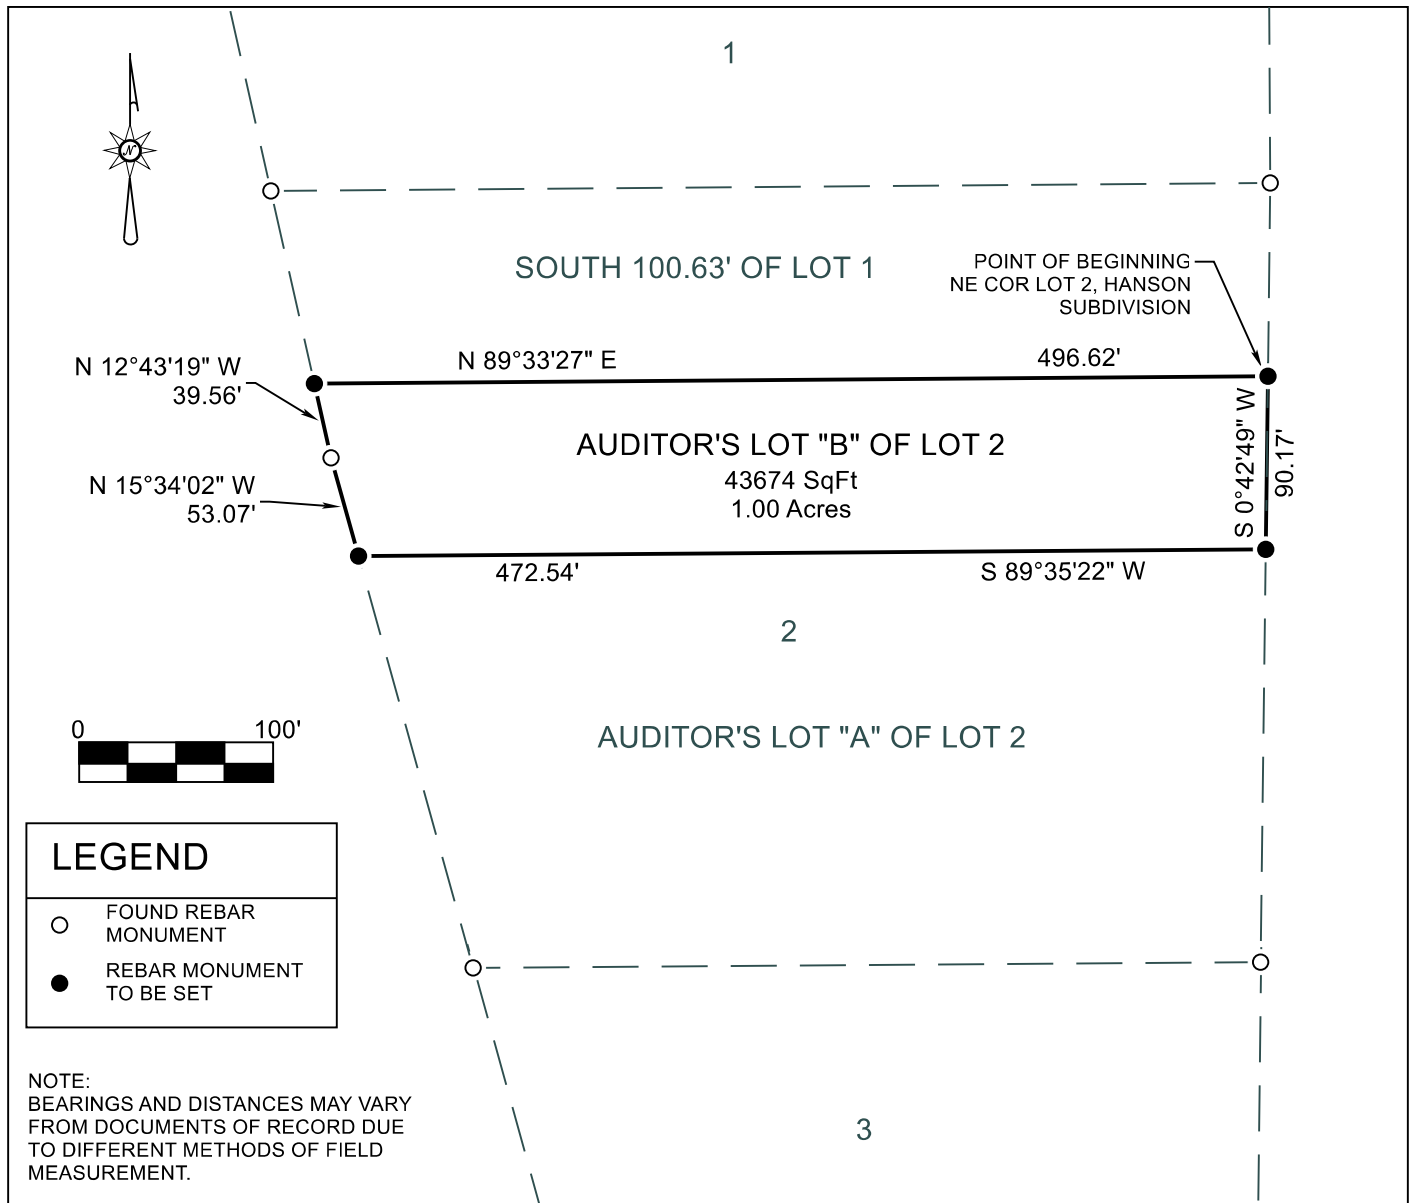 1
N
SOUTH 100.63' OF LOT 1
POINT OF BEGINNING
NE COR LOT 2, HANSON
SUBDIVISION
N 12°43'19" W
39.56'
N 89°33'27" E
496.62'
AUDITOR'S LOT "B" OF LOT 2
43674 SqFt
1.00 Acres
S 0°42'49" W
90.17'
N 15°34'02" W
53.07'
472.54'
S 89°35'22" W
2
AUDITOR'S LOT "A" OF LOT 2
0 100'
LEGEND
FOUND REBAR
MONUMENT
REBAR MONUMENT
TO BE SET
NOTE:
BEARINGS AND DISTANCES MAY VARY
FROM DOCUMENTS OF RECORD DUE
TO DIFFERENT METHODS OF FIELD
MEASUREMENT.
3